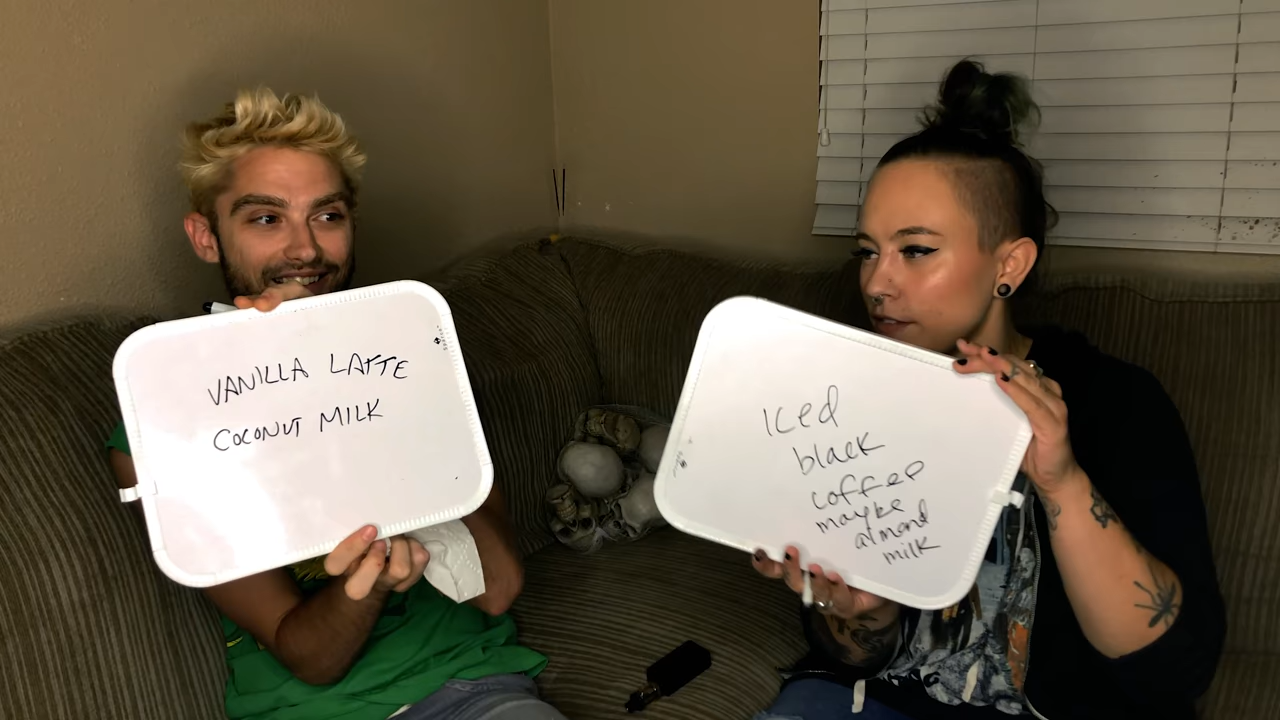 VANILLA LATTE
COCONUT MILK
Iced
black
coffee
maybe
almond
milk